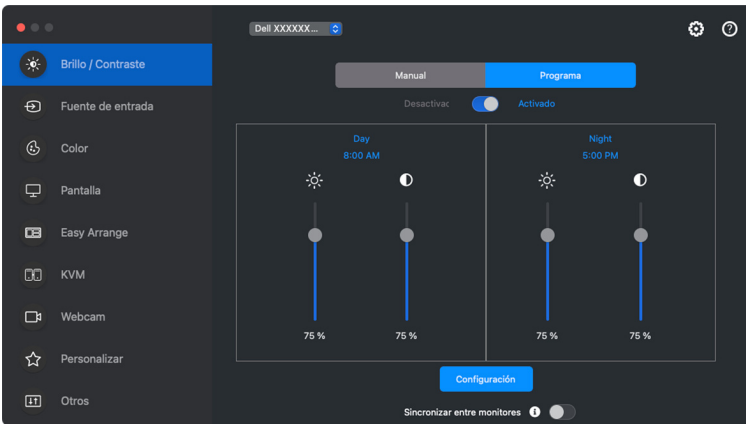 Dell XXXXXX...
Brillo / Contraste
Fuente de entrada
Color
Pantalla
Easy Arrange
KVM
Webcam
Personalizar
Otros
Manual
Programa
Desactivac
Activado
Day
8:00 AM
Night
5:00 PM
75 %
75 %
75 %
75 %
Configuración
Sincronizar entre monitores